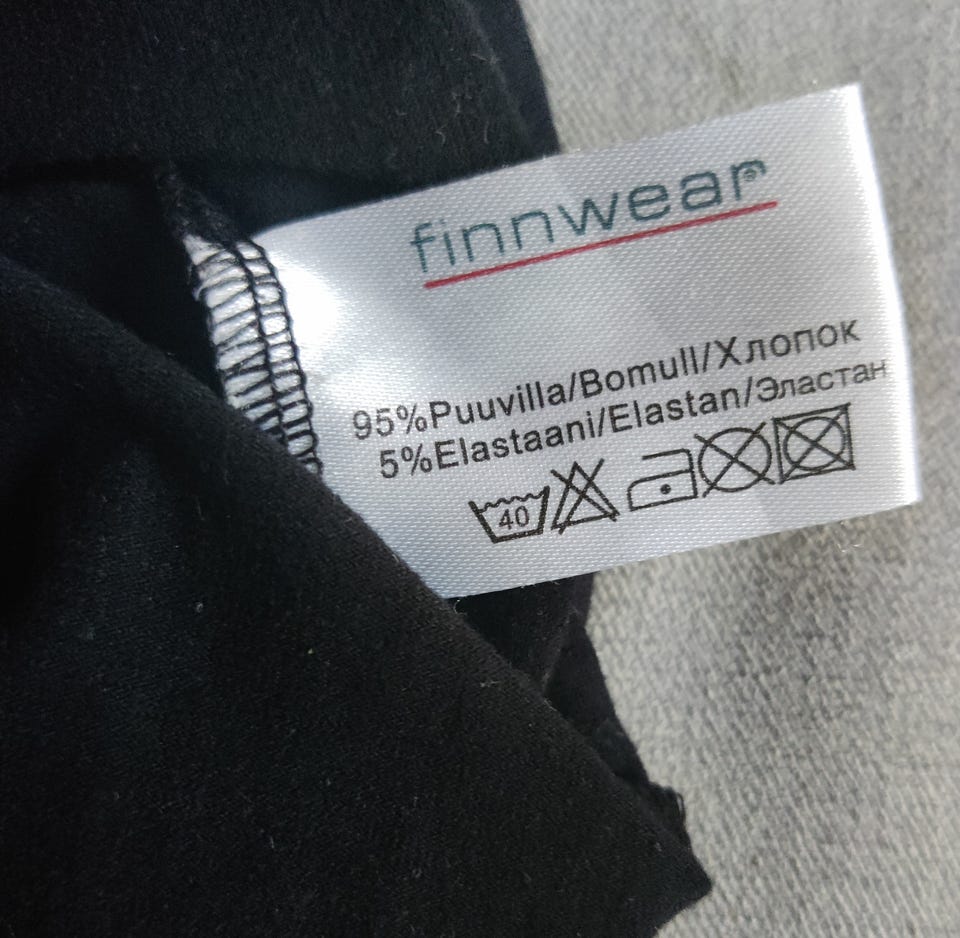 finnwear®
95%Puuvilla/Bomull/Хлопок
5%Elastaani/Elastan/Эластан
40